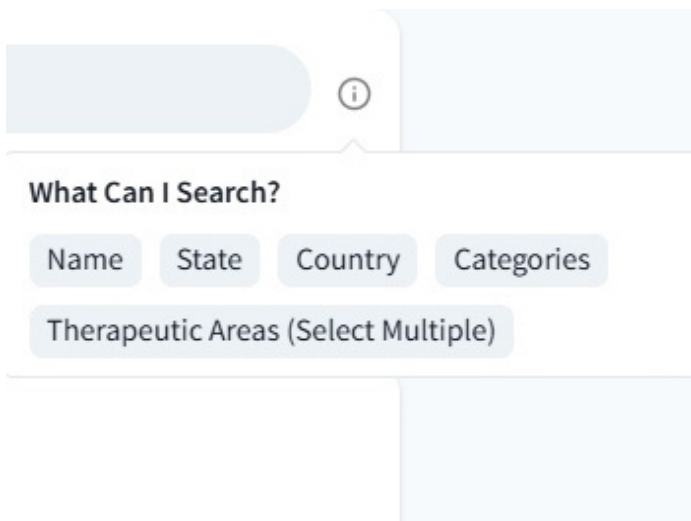 What Can I Search?
Name State Country Categories
Therapeutic Areas (Select Multiple)